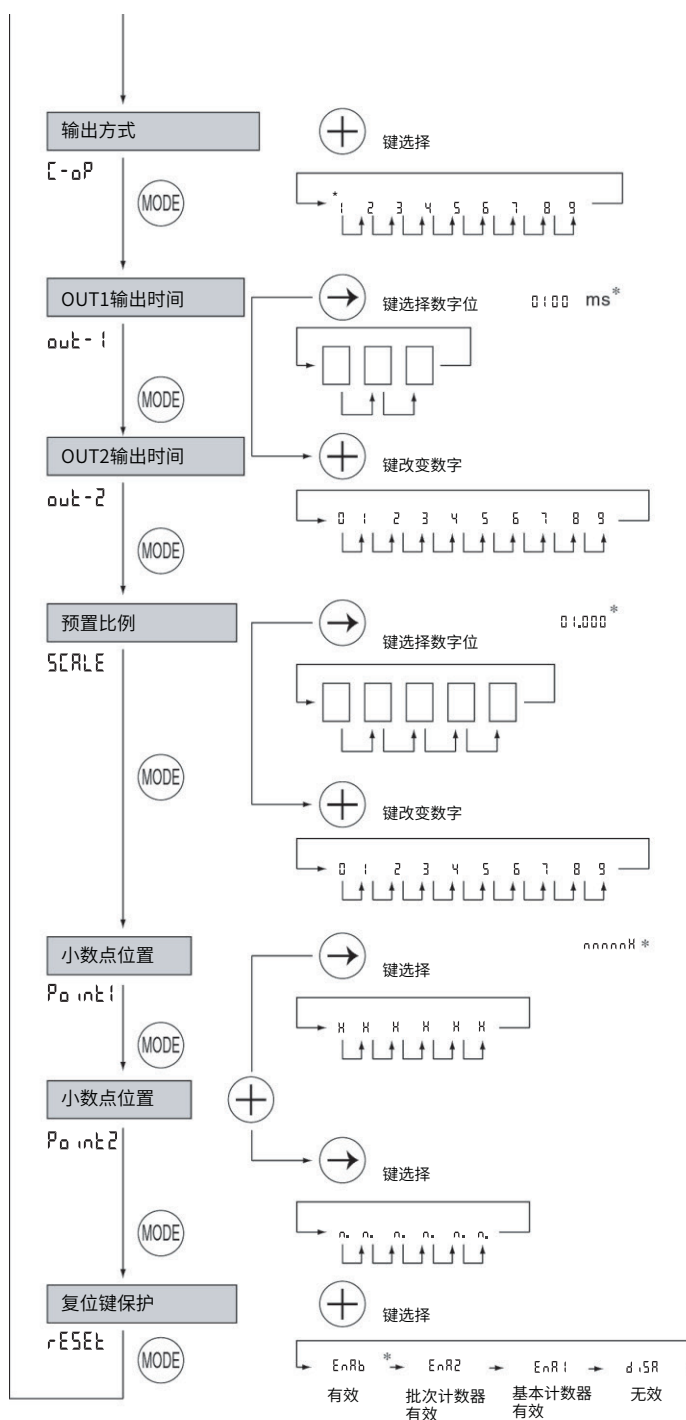 输出方式
键选择
C-oP
MODE
*
1 2 3 4 5 6 7 8 9
OUT1输出时间
键选择数字位
0100 ms*
out-1
MODE
OUT2输出时间
键改变数字
out-2
0 1 2 3 4 5 6 7 8 9
MODE
预置比例
键选择数字位
01.000*
SCALE
MODE
键改变数字
0 1 2 3 4 5 6 7 8 9
小数点位置
键选择
nnnnnH *
Point1
H H H H H H
MODE
小数点位置
Point2
键选择
MODE
n. n. n. n. n. n.
复位键保护
键选择
rESEt
MODE
EnAb * EnA2 EnA1 diSA
有效 批次计数器 基本计数器 无效
有效 有效